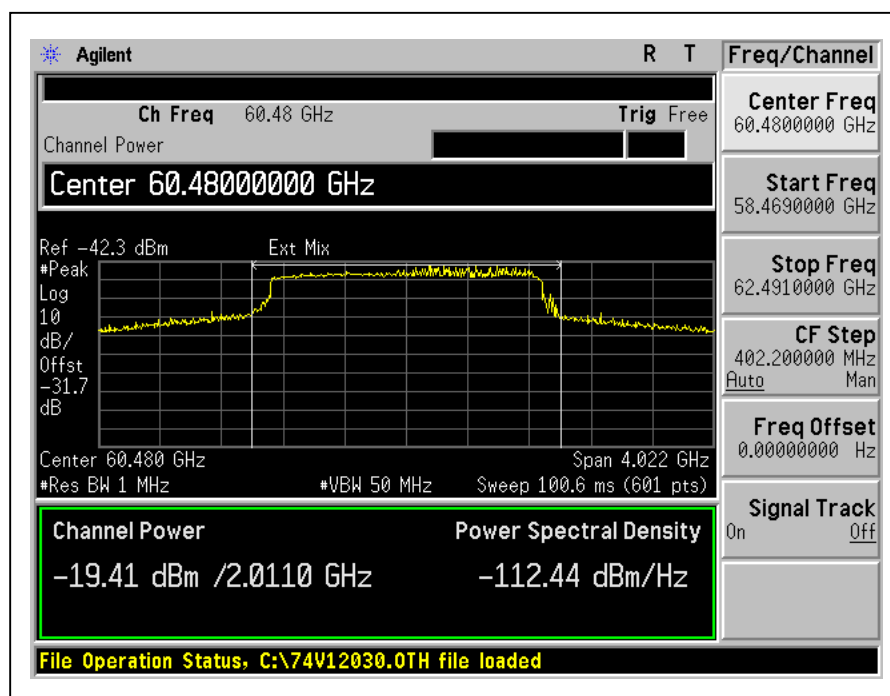 Agilent R T Freq/Channel
Ch Freq 60.48 GHz Trig Free
Channel Power
Center 60.48000000 GHz
Ref -42.3 dBm Ext Mix
#Peak
Log
10
dB/
Offst
-31.7
dB
Center 60.480 GHz Span 4.022 GHz
#Res BW 1 MHz #VBW 50 MHz Sweep 100.6 ms (601 pts)
Channel Power Power Spectral Density
-19.41 dBm /2.0110 GHz -112.44 dBm/Hz
File Operation Status, C:\74V12030.OTH file loaded
Center Freq
60.4800000 GHz
Start Freq
58.4690000 GHz
Stop Freq
62.4910000 GHz
CF Step
402.200000 MHz
Auto Man
Freq Offset
0.00000000 Hz
Signal Track
On Off